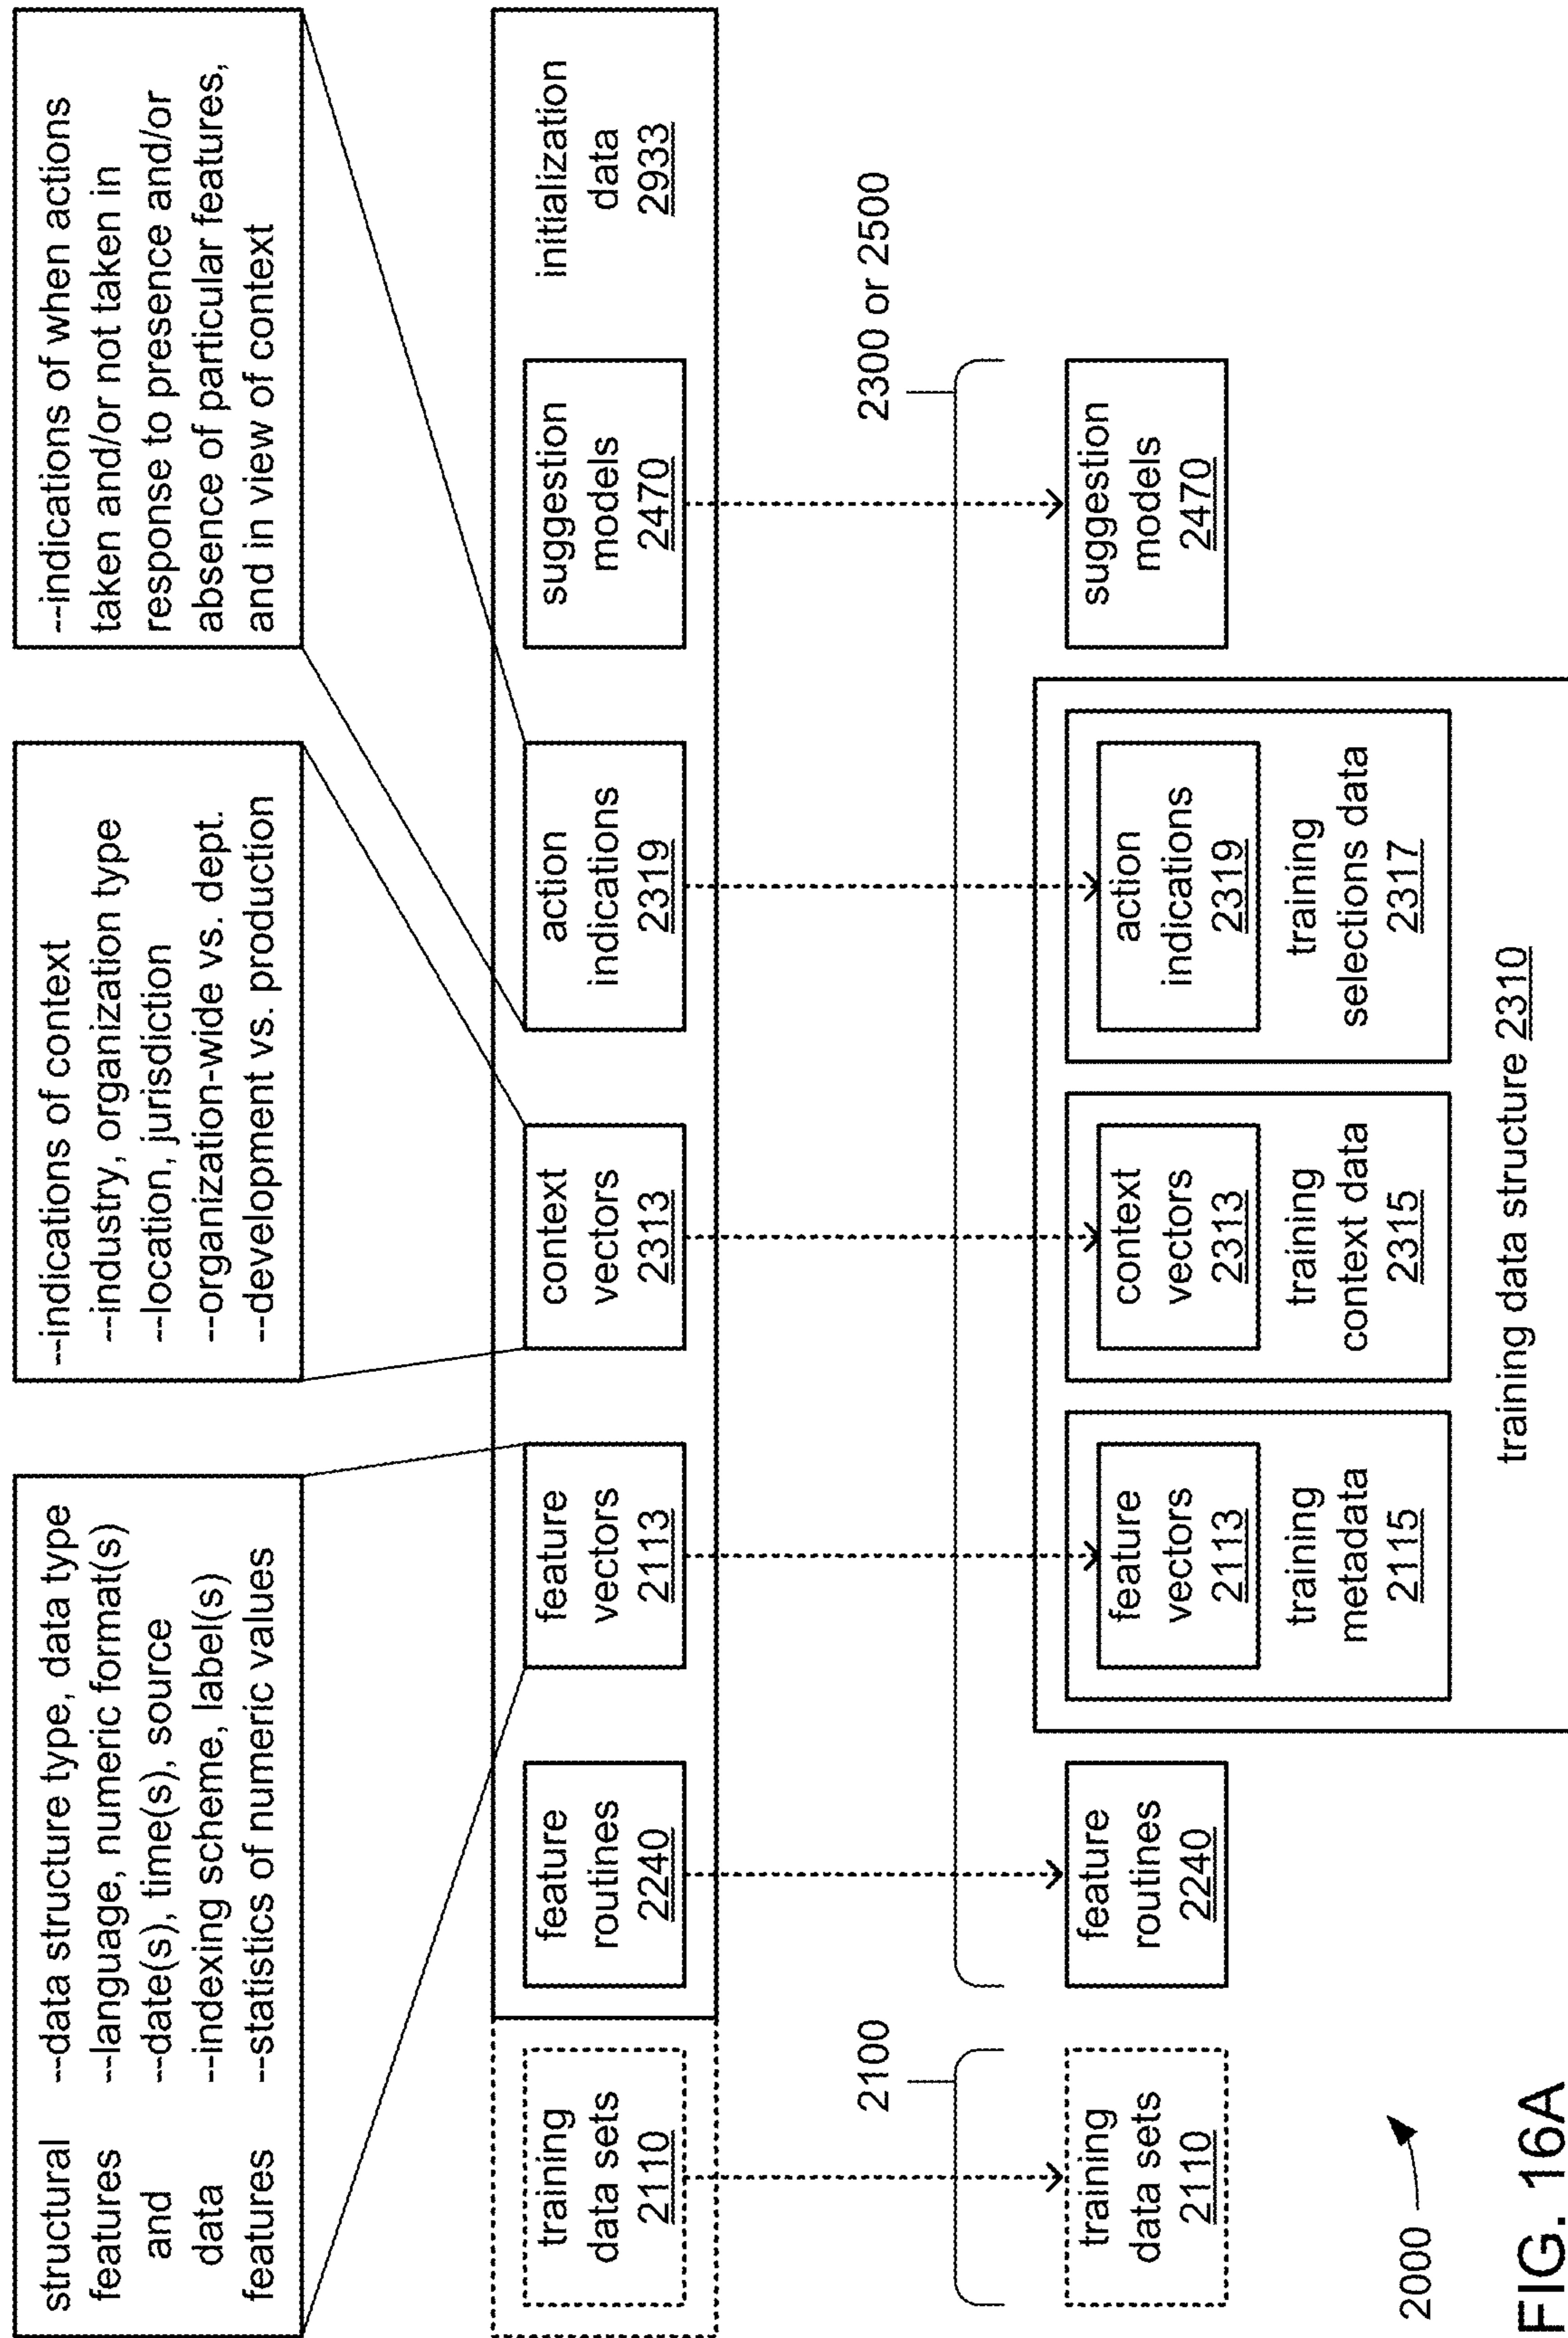 structural
features
and
data
features
--data structure type, data type
--language, numeric format(s)
--date(s), time(s), source
--indexing scheme, label(s)
--statistics of numeric values
--indications of context
--industry, organization type
--location, jurisdiction
--organization-wide vs. dept.
--development vs. production
--indications of when actions
taken and/or not taken in
response to presence and/or
absence of particular features,
and in view of context
training
data sets
2110
feature
routines
2240
feature
vectors
2113
context
vectors
2313
action
indications
2319
suggestion
models
2470
initialization
data
2933
2100
2300 or 2500
training
data sets
2110
feature
routines
2240
feature
vectors
2113
training
metadata
2115
context
vectors
2313
training
context data
2315
action
indications
2319
training
selections data
2317
suggestion
models
2470
training data structure 2310
2000
FIG. 16A